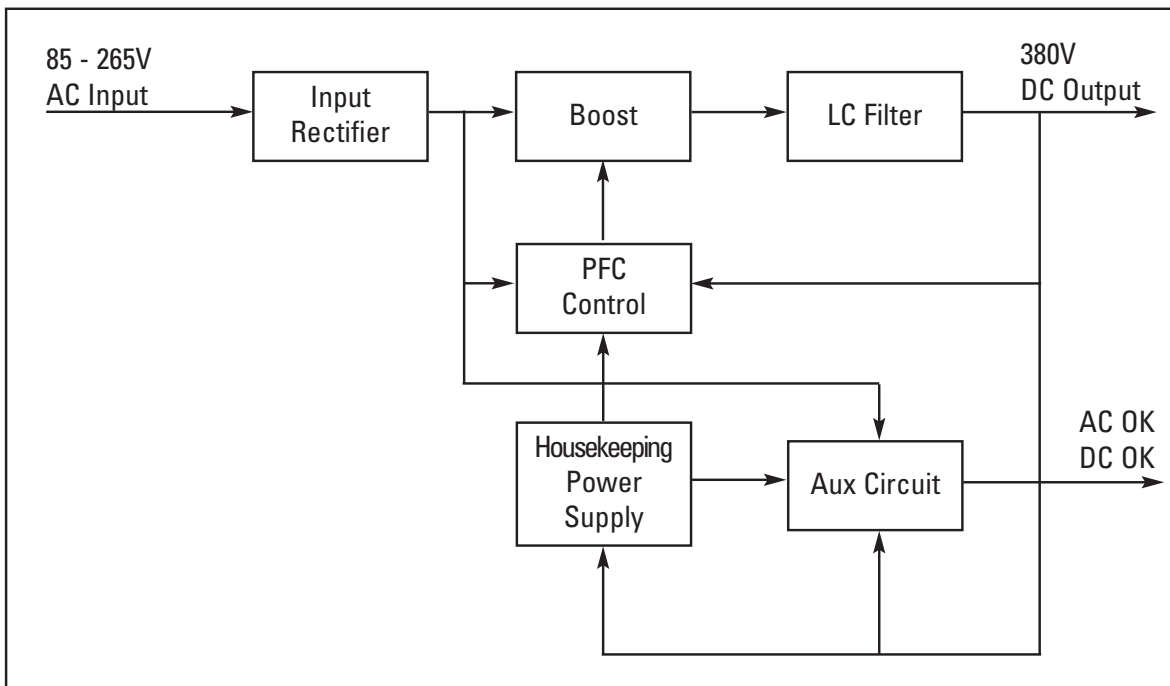 85 - 265V
AC Input
Input
Rectifier
Boost
LC Filter
380V
DC Output
PFC
Control
Housekeeping
Power
Supply
Aux Circuit
AC OK
DC OK